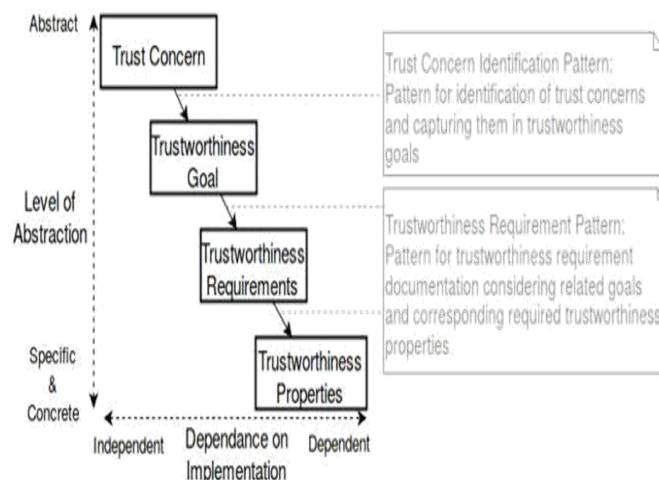 Abstract
Trust Concern
Trust Concern Identification Pattern:
Pattern for identification of trust concerns
and capturing them in trustworthiness
goals
Trustworthiness
Goal
Level of
Abstraction
Trustworthiness Requirement Pattern:
Pattern for trustworthiness requirement
documentation considering related goals
and corresponding required trustworthiness
properties
Trustworthiness
Requirements
Specific
&
Concrete
Trustworthiness
Properties
Independent
Dependance on
Implementation
Dependent